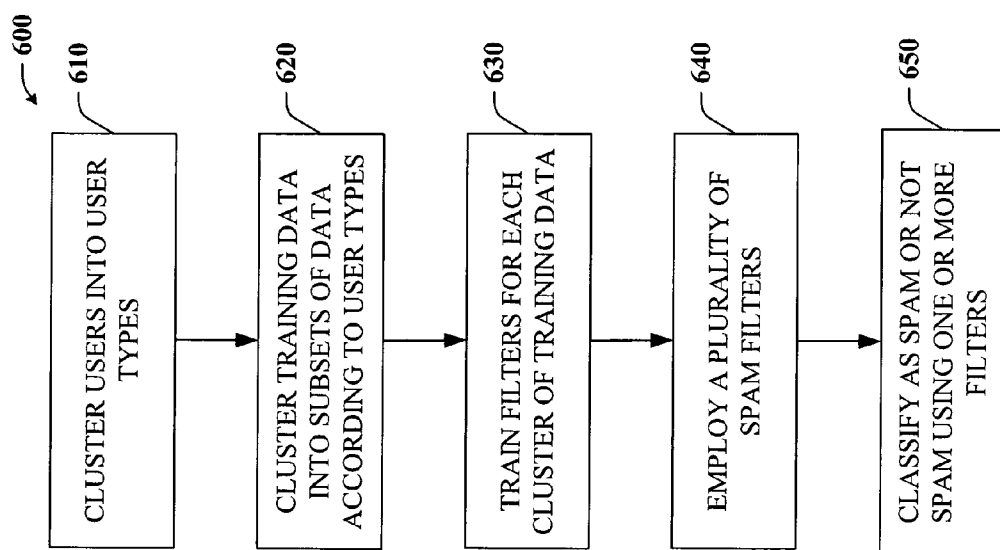 600
610
CLUSTER USERS INTO USER
TYPES
620
CLUSTER TRAINING DATA
INTO SUBSETS OF DATA
ACCORDING TO USER TYPES
630
TRAIN FILTERS FOR EACH
CLUSTER OF TRAINING DATA
640
EMPLOY A PLURALITY OF
SPAM FILTERS
650
CLASSIFY AS SPAM OR NOT
SPAM USING ONE OR MORE
FILTERS